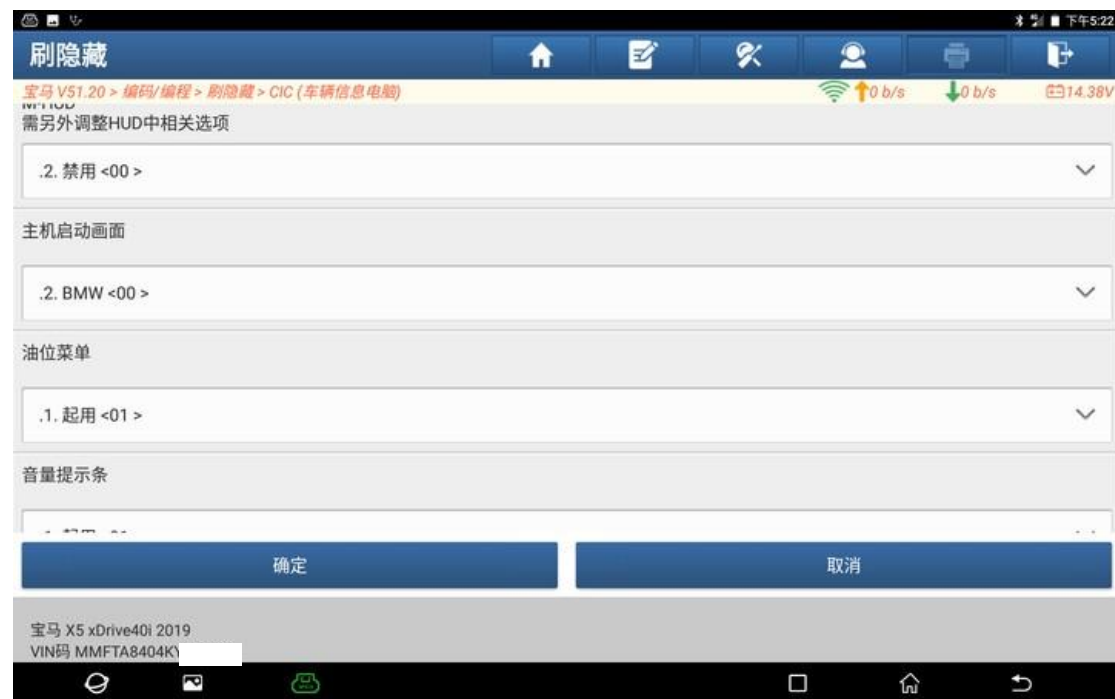 下午5:22
刷隐藏
宝马 V51.20 > 编码/编程 > 刷隐藏 > CIC (车辆信息电脑)
0 b/s
0 b/s
14.38V
M-HUD
需另外调整HUD中相关选项
.2. 禁用 <00 >
主机启动画面
.2. BMW <00 >
油位菜单
.1. 起用 <01 >
音量提示条
确定
取消
宝马 X5 xDrive40i 2019
VIN码 MMFTA8404KY